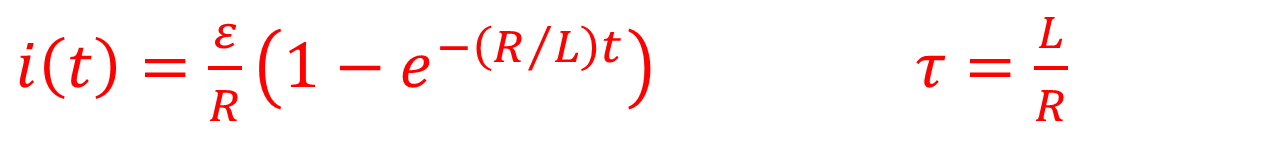 i(t) = ε/R (1 − e^−(R/L)t) τ = L/R